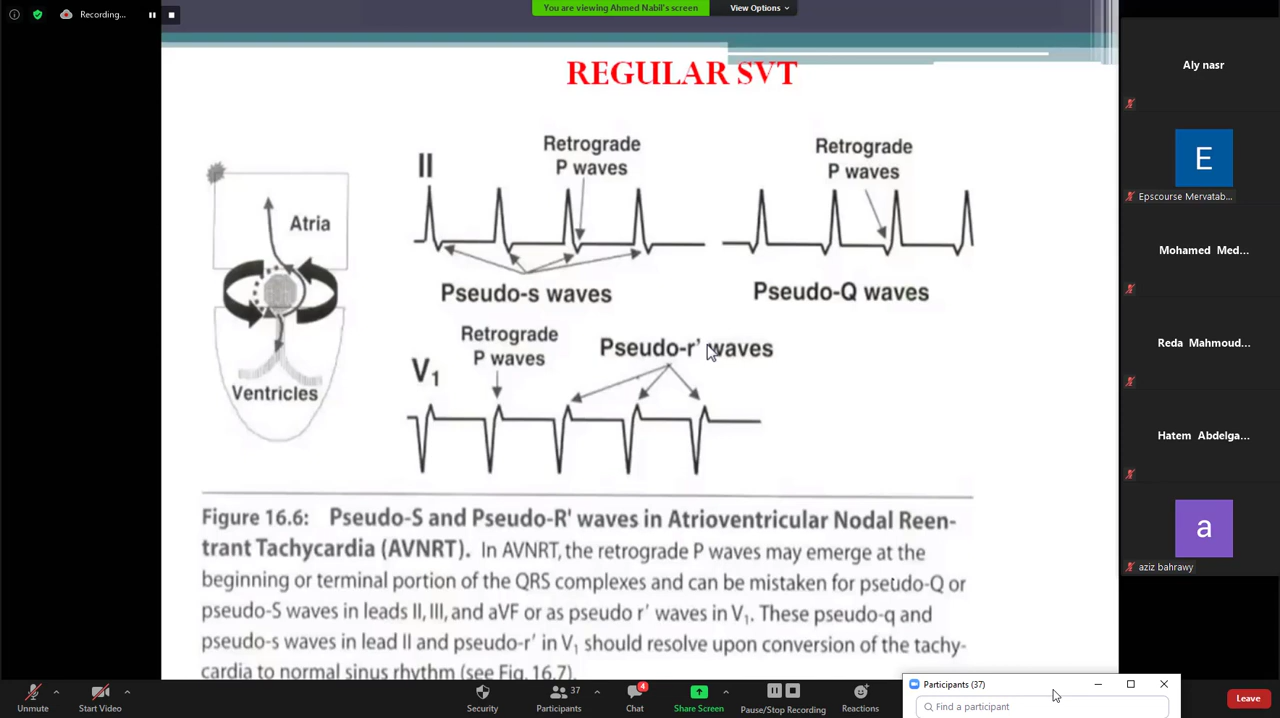 Recording...
You are viewing Ahmed Nabil's screen
View Options
REGULAR SVT
II
Retrograde
P waves
Retrograde
P waves
Atria
Pseudo-s waves
Pseudo-Q waves
Retrograde
P waves
Pseudo-r' waves
V1
Ventricles
Figure 16.6: Pseudo-S and Pseudo-R' waves in Atrioventricular Nodal Reen-
trant Tachycardia (AVNRT). In AVNRT, the retrograde P waves may emerge at the
beginning or terminal portion of the QRS complexes and can be mistaken for pseudo-Q or
pseudo-S waves in leads II, III, and aVF or as pseudo r' waves in V1. These pseudo-q and
pseudo-s waves in lead II and pseudo-r' in V1 should resolve upon conversion of the tachy-
cardia to normal sinus rhythm (see Fig. 16.7).
Aly nasr
E
Epscourse Mervatab...
Mohamed Med...
Reda Mahmoud...
Hatem Abdelga...
a
aziz bahrawy
Participants (37)
Find a participant
Unmute
Start Video
Security
37
Participants
4
Chat
Share Screen
Pause/Stop Recording
Reactions
Leave